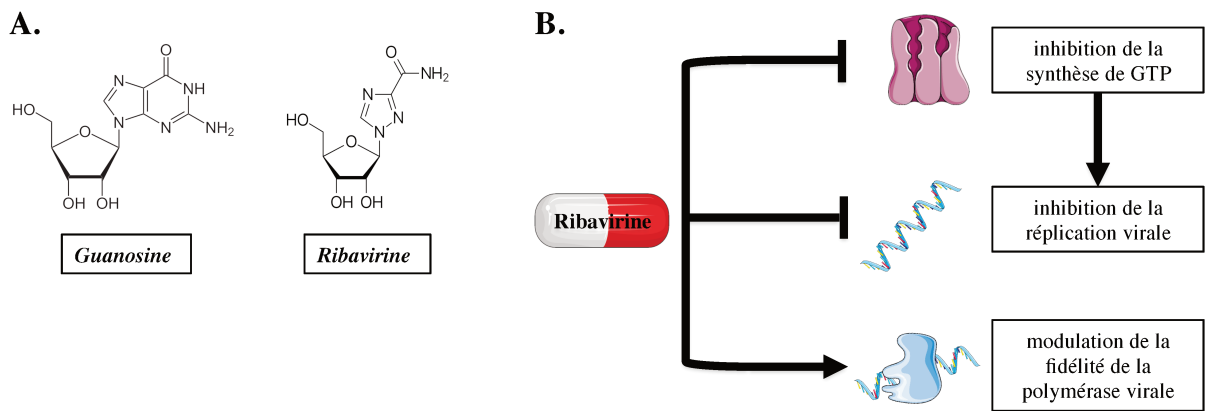 A.
O
N
NH
HO
O
N
N
NH2
OH
OH
Guanosine
O
NH2
N
HO
O
N
N
OH
OH
Ribavirine
B.
Ribavirine
inhibition de la
synthèse de GTP
inhibition de la
réplication virale
modulation de la
fidélité de la
polymérase virale